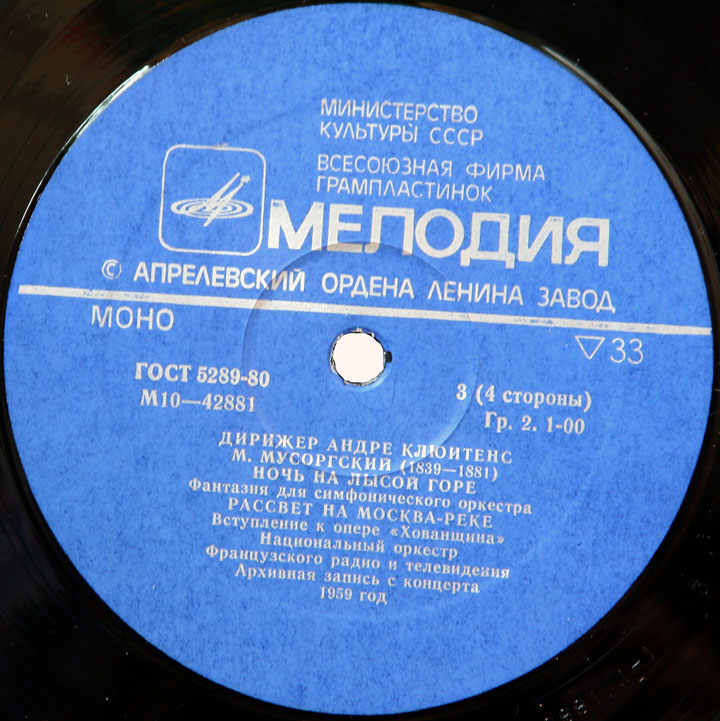 МИНИСТЕРСТВО
КУЛЬТУРЫ СССР
ВСЕСОЮЗНАЯ ФИРМА
ГРАМПЛАСТИНОК
МЕЛОДИЯ
© АПРЕЛЕВСКИЙ ОРДЕНА ЛЕНИНА ЗАВОД
МОНО
▽33
ГОСТ 5289-80
М10—42881
3 (4 стороны)
Гр. 2. 1-00
ДИРИЖЕР АНДРЕ КЛЮИТЕНС
М. МУСОРГСКИЙ (1839—1881)
НОЧЬ НА ЛЫСОЙ ГОРЕ
Фантазия для симфонического оркестра
РАССВЕТ НА МОСКВА-РЕКЕ
Вступление к опере «Хованщина»
Национальный оркестр
Французского радио и телевидения
Архивная запись с концерта
1959 год